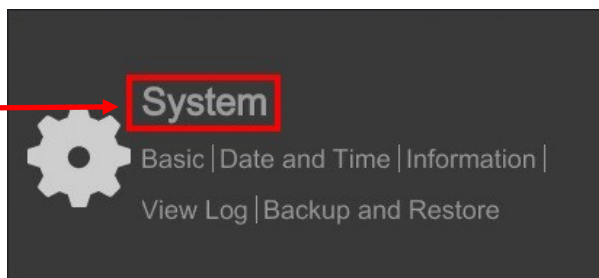 System
Basic | Date and Time | Information |
View Log | Backup and Restore